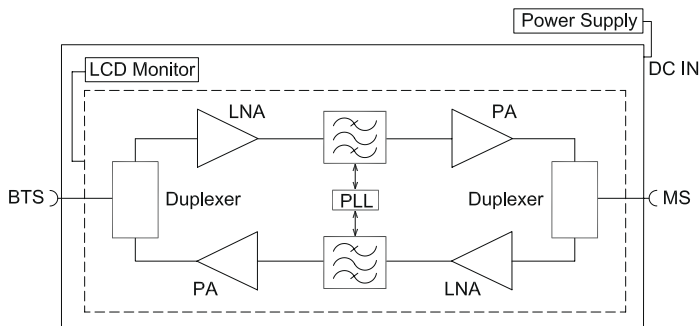 Power Supply
LCD Monitor
DC IN
LNA
PA
BTS
Duplexer
PLL
Duplexer
MS
PA
LNA